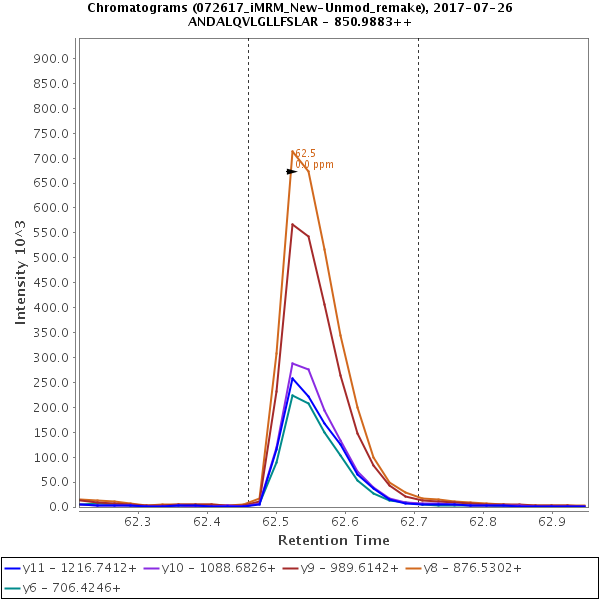 Chromatograms (072617_iMRM_New-Unmod_remake), 2017-07-26
ANDALQVLGLLFSLAR - 850.9883++
Intensity 10^3
900.0
850.0
800.0
750.0
700.0
650.0
600.0
550.0
500.0
450.0
400.0
350.0
300.0
250.0
200.0
150.0
100.0
50.0
0.0
62.5
0.0 ppm
62.3 62.4 62.5 62.6 62.7 62.8 62.9
Retention Time
y11 - 1216.7412+ y10 - 1088.6826+ y9 - 989.6142+ y8 - 876.5302+
y6 - 706.4246+